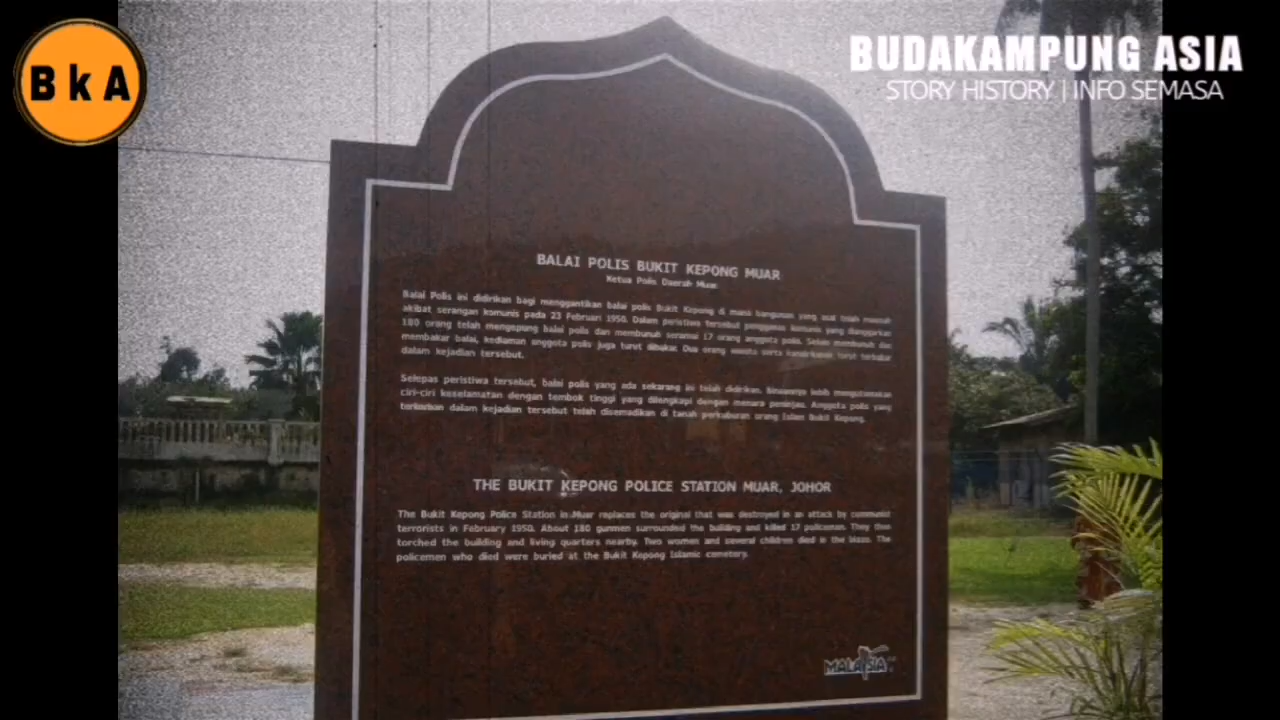 BkA
BUDAKAMPUNG ASIA
STORY HISTORY | INFO SEMASA
BALAI POLIS BUKIT KEPONG MUAR
Ketua Polis Daerah Muar
Balai Polis ini didirikan bagi menggantikan balai polis Bukit Kepong di mana bangunan yang asal telah musnah
akibat serangan komunis pada 23 Februari 1950. Dalam peristiwa tersebut pengganas komunis yang dianggarkan
180 orang telah mengepung balai polis dan membunuh seramai 17 orang anggota polis. Selain membunuh dan
membakar balai, kediaman anggota polis juga turut dibakar. Dua orang wanita serta kanak-kanak turut terbakar
dalam kejadian tersebut.
Selepas peristiwa tersebut, balai polis yang ada sekarang ini telah didirikan. Binaannya lebih mengutamakan
ciri-ciri keselamatan dengan tembok tinggi yang dilengkapi dengan menara peninjau. Anggota polis yang
terkorban dalam kejadian tersebut telah disemadikan di tanah perkuburan orang Islam Bukit Kepong.
THE BUKIT KEPONG POLICE STATION MUAR, JOHOR
The Bukit Kepong Police Station in Muar replaces the original that was destroyed in an attack by communist
terrorists in February 1950. About 180 gunmen surrounded the building and killed 17 policemen. They then
torched the building and living quarters nearby. Two women and several children died in the blaze. The
policemen who died were buried at the Bukit Kepong Islamic cemetery.
MALAYSIA